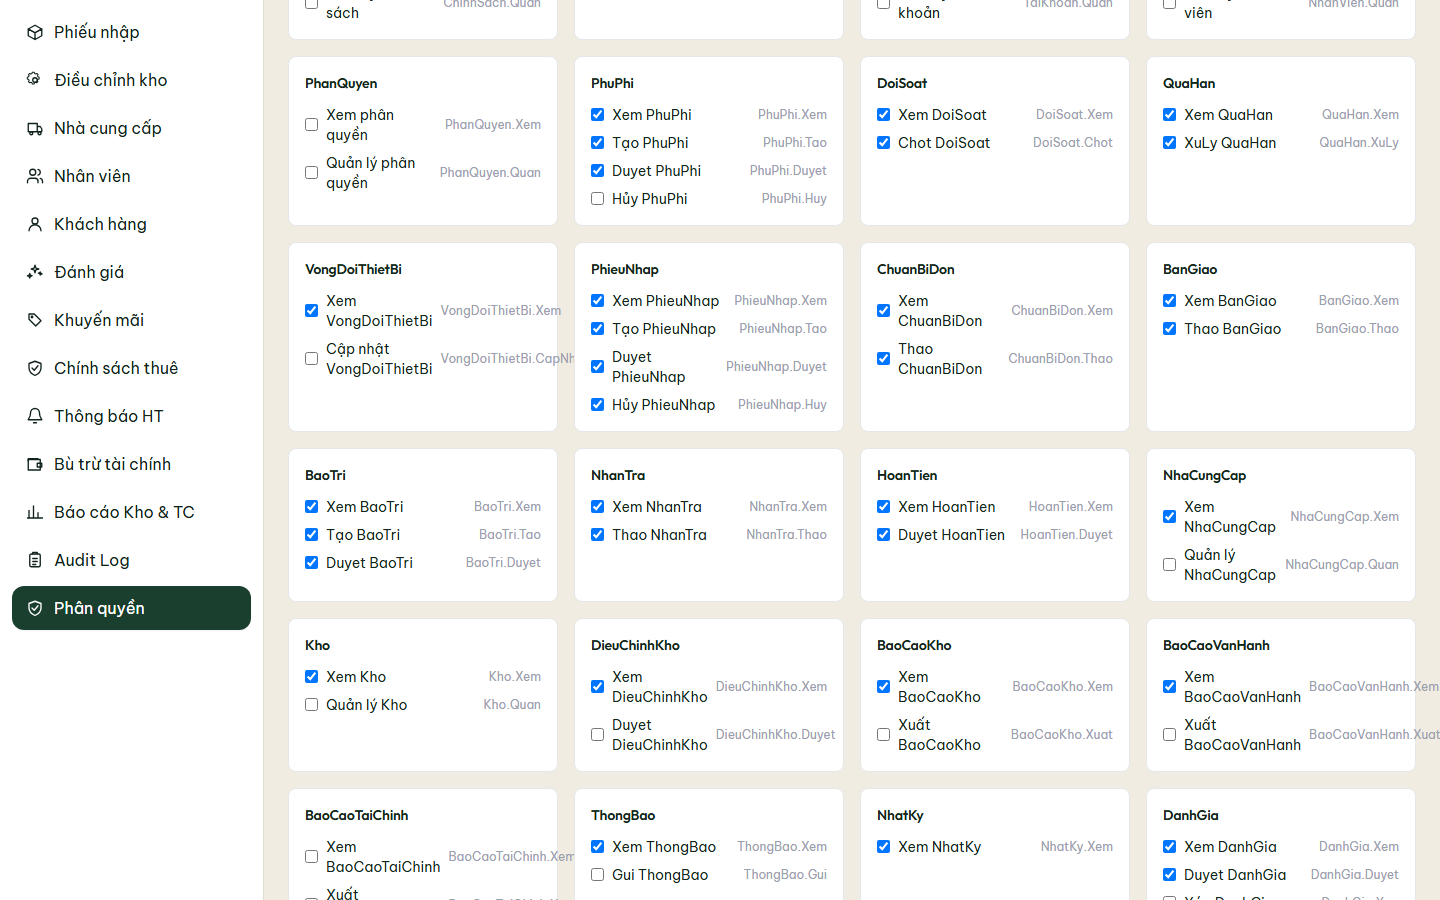 Phiếu nhập
Điều chỉnh kho
Nhà cung cấp
Nhân viên
Khách hàng
Đánh giá
Khuyến mãi
Chính sách thuê
Thông báo HT
Bù trừ tài chính
Báo cáo Kho & TC
Audit Log
Phân quyền
sách
ChinhSach.Quan
khoản
TaiKhoan.Quan
viên
NhanVien.Quan
PhanQuyen
Xem phân
quyền
PhanQuyen.Xem
Quản lý phân
quyền
PhanQuyen.Quan
PhuPhi
Xem PhuPhi PhuPhi.Xem
Tạo PhuPhi PhuPhi.Tao
Duyet PhuPhi PhuPhi.Duyet
Hủy PhuPhi PhuPhi.Huy
DoiSoat
Xem DoiSoat DoiSoat.Xem
Chot DoiSoat DoiSoat.Chot
QuaHan
Xem QuaHan QuaHan.Xem
XuLy QuaHan QuaHan.XuLy
VongDoiThietBi
Xem
VongDoiThietBi
VongDoiThietBi.Xem
Cập nhật
VongDoiThietBi
VongDoiThietBi.CapNh
PhieuNhap
Xem PhieuNhap PhieuNhap.Xem
Tạo PhieuNhap PhieuNhap.Tao
Duyet
PhieuNhap
PhieuNhap.Duyet
Hủy PhieuNhap PhieuNhap.Huy
ChuanBiDon
Xem
ChuanBiDon
ChuanBiDon.Xem
Thao
ChuanBiDon
ChuanBiDon.Thao
BanGiao
Xem BanGiao BanGiao.Xem
Thao BanGiao BanGiao.Thao
BaoTri
Xem BaoTri BaoTri.Xem
Tạo BaoTri BaoTri.Tao
Duyet BaoTri BaoTri.Duyet
NhanTra
Xem NhanTra NhanTra.Xem
Thao NhanTra NhanTra.Thao
HoanTien
Xem HoanTien HoanTien.Xem
Duyet HoanTien HoanTien.Duyet
NhaCungCap
Xem
NhaCungCap
NhaCungCap.Xem
Quản lý
NhaCungCap
NhaCungCap.Quan
Kho
Xem Kho Kho.Xem
Quản lý Kho Kho.Quan
DieuChinhKho
Xem
DieuChinhKho
DieuChinhKho.Xem
Duyet
DieuChinhKho
DieuChinhKho.Duyet
BaoCaoKho
Xem
BaoCaoKho
BaoCaoKho.Xem
Xuất
BaoCaoKho
BaoCaoKho.Xuat
BaoCaoVanHanh
Xem
BaoCaoVanHanh
BaoCaoVanHanh.Xem
Xuất
BaoCaoVanHanh
BaoCaoVanHanh.Xuat
BaoCaoTaiChinh
Xem
BaoCaoTaiChinh
BaoCaoTaiChinh.Xem
Xuất
ThongBao
Xem ThongBao ThongBao.Xem
Gui ThongBao ThongBao.Gui
NhatKy
Xem NhatKy NhatKy.Xem
DanhGia
Xem DanhGia DanhGia.Xem
Duyet DanhGia DanhGia.Duyet